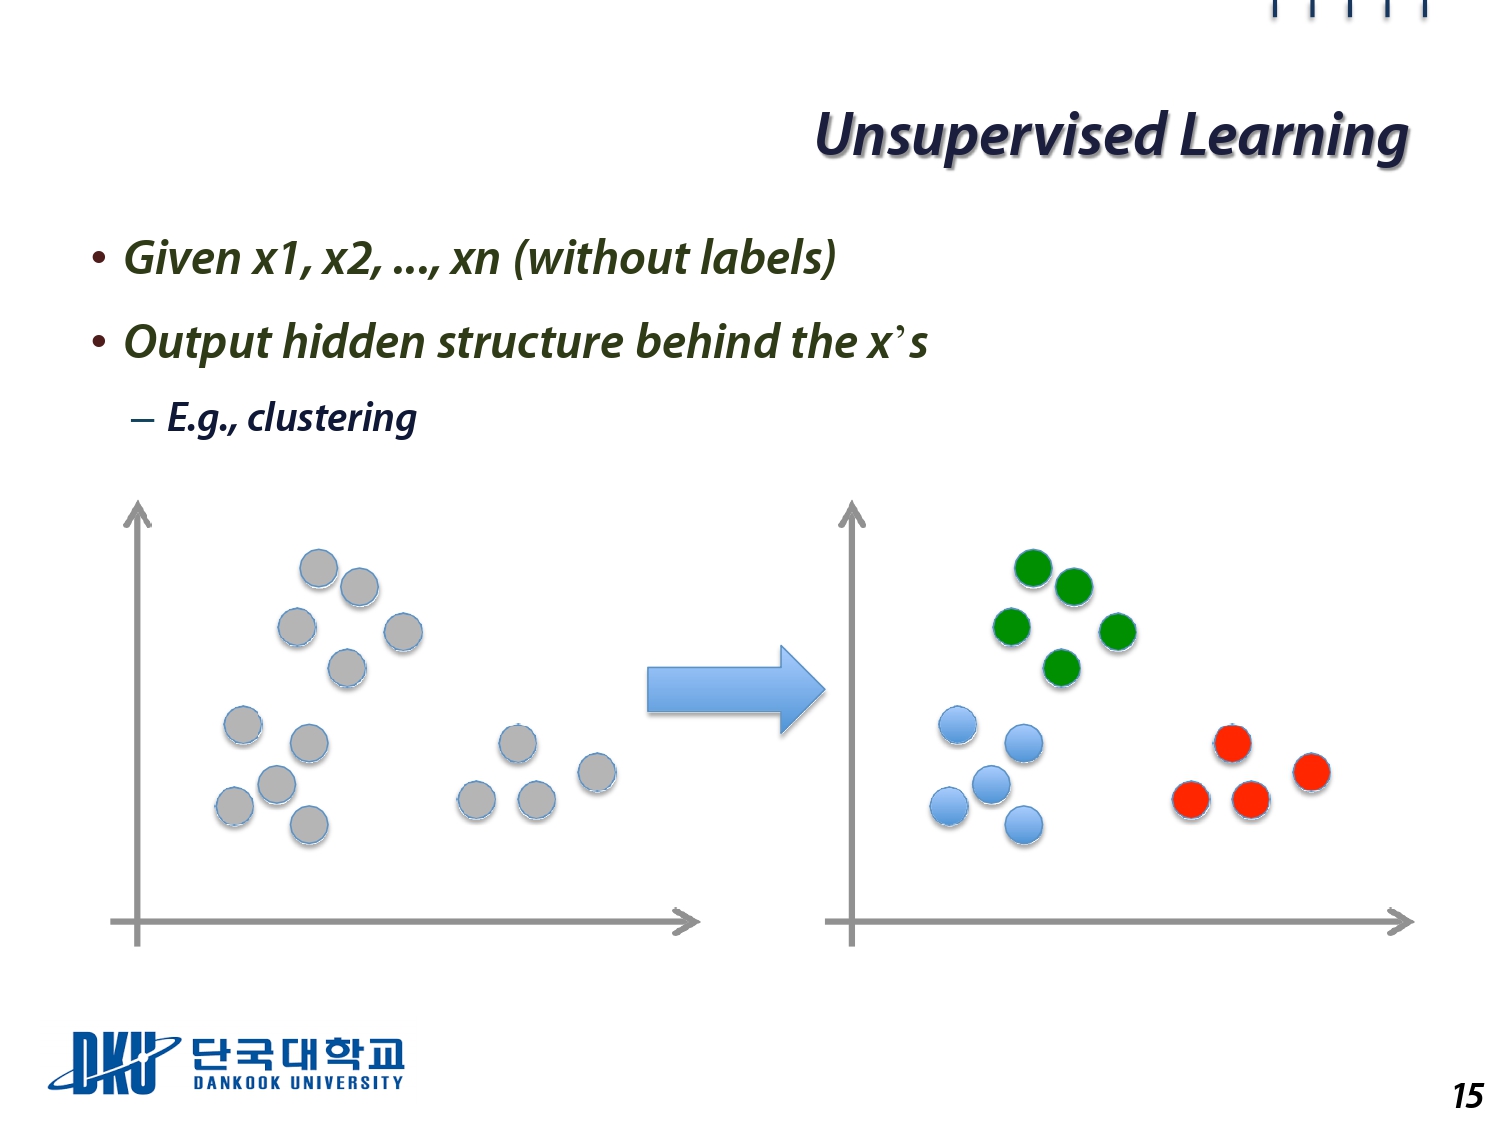 Unsupervised Learning
• Given x1, x2, ..., xn (without labels)
• Output hidden structure behind the x’s
– E.g., clustering
DKU 단국대학교
DANKOOK UNIVERSITY
15